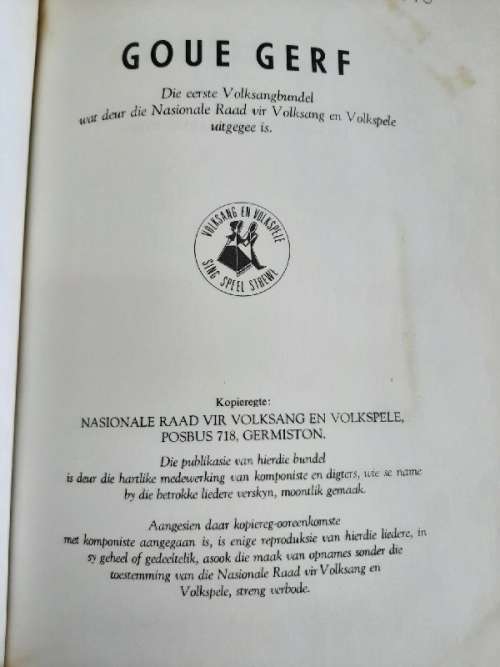 GOUE GERF
Die eerste Volksangbundel
wat deur die Nasionale Raad vir Volksang en Volkspele
uitgegee is.
VOLKSANG EN VOLKSPELE
SING SPEEL STREWE
Kopieregte:
NASIONALE RAAD VIR VOLKSANG EN VOLKSPELE,
POSBUS 718, GERMISTON.
Die publikasie van hierdie bundel
is deur die hartlike medewerking van komponiste en digters, wie se name
by die betrokke liedere verskyn, moontlik gemaak.
Aangesien daar kopiereg-ooreenkomste
met komponiste aangegaan is, is enige reproduksie van hierdie liedere, in
sy geheel of gedeeltelik, asook die maak van opnames sonder die
toestemming van die Nasionale Raad vir Volksang en
Volkspele, streng verbode.